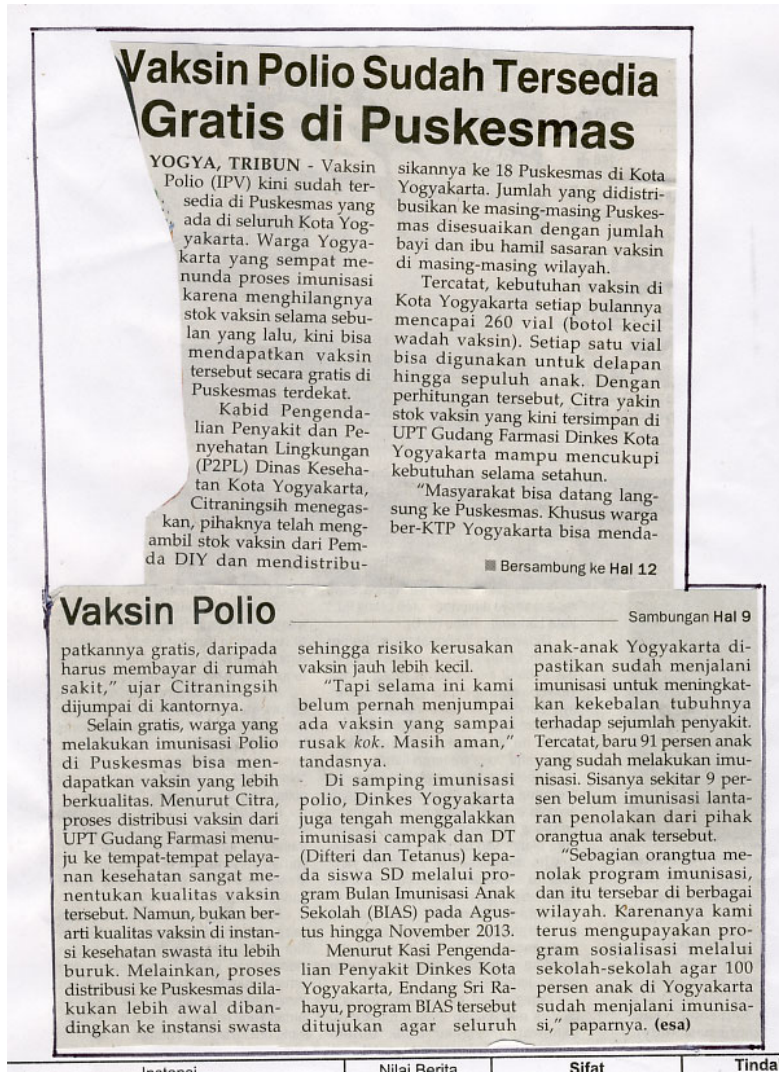 Vaksin Polio Sudah Tersedia
Gratis di Puskesmas
YOGYA, TRIBUN - Vaksin
Polio (IPV) kini sudah ter-
sedia di Puskesmas yang
ada di seluruh Kota Yog-
yakarta. Warga Yogya-
karta yang sempat me-
nunda proses imunisasi
karena menghilangnya
stok vaksin selama sebu-
lan yang lalu, kini bisa
mendapatkan vaksin
tersebut secara gratis di
Puskesmas terdekat.
Kabid Pengenda-
lian Penyakit dan Pe-
nyehatan Lingkungan
(P2PL) Dinas Keseha-
tan Kota Yogyakarta,
Citraningsih menegas-
kan, pihaknya telah meng-
ambil stok vaksin dari Pem-
da DIY dan mendistribu-
sikannya ke 18 Puskesmas di Kota
Yogyakarta. Jumlah yang didistri-
busikan ke masing-masing Puskes-
mas disesuaikan dengan jumlah
bayi dan ibu hamil sasaran vaksin
di masing-masing wilayah.
Tercatat, kebutuhan vaksin di
Kota Yogyakarta setiap bulannya
mencapai 260 vial (botol kecil
wadah vaksin). Setiap satu vial
bisa digunakan untuk delapan
hingga sepuluh anak. Dengan
perhitungan tersebut, Citra yakin
stok vaksin yang kini tersimpan di
UPT Gudang Farmasi Dinkes Kota
Yogyakarta mampu mencukupi
kebutuhan selama setahun.
"Masyarakat bisa datang lang-
sung ke Puskesmas. Khusus warga
ber-KTP Yogyakarta bisa menda-
Bersambung ke Hal 12
Vaksin Polio
Sambungan Hal 9
patkannya gratis, daripada
harus membayar di rumah
sakit," ujar Citraningsih
dijumpai di kantornya.
Selain gratis, warga yang
melakukan imunisasi Polio
di Puskesmas bisa men-
dapatkan vaksin yang lebih
berkualitas. Menurut Citra,
proses distribusi vaksin dari
UPT Gudang Farmasi menu-
ju ke tempat-tempat pelaya-
nan kesehatan sangat me-
nentukan kualitas vaksin
tersebut. Namun, bukan ber-
arti kualitas vaksin di instan-
si kesehatan swasta itu lebih
buruk. Melainkan, proses
distribusi ke Puskesmas dila-
kukan lebih awal diban-
dingkan ke instansi swasta
sehingga risiko kerusakan
vaksin jauh lebih kecil.
"Tapi selama ini kami
belum pernah menjumpai
ada vaksin yang sampai
rusak kok. Masih aman,"
tandasnya.
Di samping imunisasi
polio, Dinkes Yogyakarta
juga tengah menggalakkan
imunisasi campak dan DT
(Difteri dan Tetanus) kepa-
da siswa SD melalui pro-
gram Bulan Imunisasi Anak
Sekolah (BIAS) pada Agus-
tus hingga November 2013.
Menurut Kasi Pengenda-
lian Penyakit Dinkes Kota
Yogyakarta, Endang Sri Ra-
hayu, program BIAS tersebut
ditujukan agar seluruh
anak-anak Yogyakarta di-
pastikan sudah menjalani
imunisasi untuk meningkat-
kan kekebalan tubuhnya
terhadap sejumlah penyakit.
Tercatat, baru 91 persen anak
yang sudah melakukan imu-
nisasi. Sisanya sekitar 9 per-
sen belum imunisasi lanta-
ran penolakan dari pihak
orangtua anak tersebut.
"Sebagian orangtua me-
nolak program imunisasi,
dan itu tersebar di berbagai
wilayah. Karenanya kami
terus mengupayakan pro-
gram sosialisasi melalui
sekolah-sekolah agar 100
persen anak di Yogyakarta
sudah menjalani imunisa-
si," paparnya. (esa)
Instansi
Nilai Berita
Sifat
Tinda